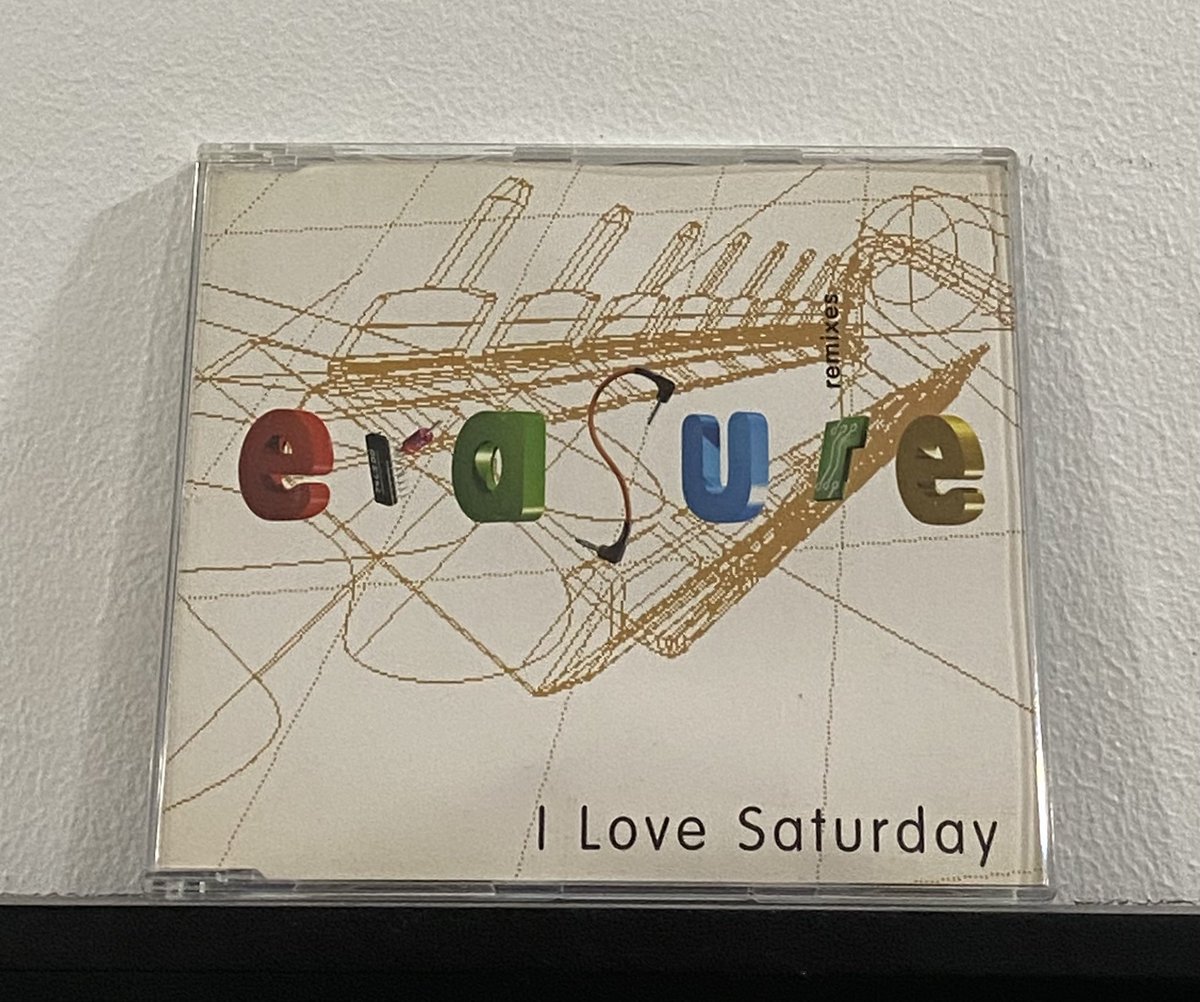 remixes
erasure
I Love Saturday